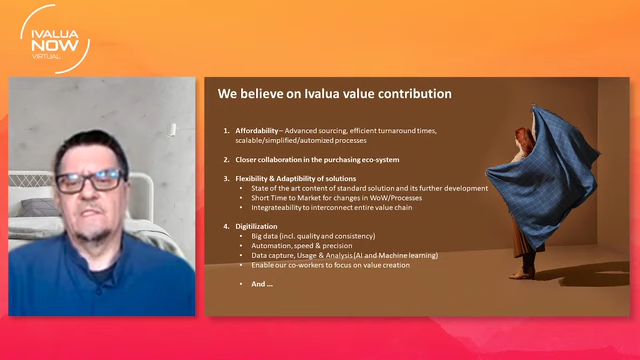 IVALUA
NOW
VIRTUAL
We believe on Ivalua value contribution
1. Affordability – Advanced sourcing, efficient turnaround times,
scalable/simplified/automized processes
2. Closer collaboration in the purchasing eco-system
3. Flexibility & Adaptibility of solutions
• State of the art content of standard solution and its further development
• Short Time to Market for changes in WoW/Processes
• Integrateability to interconnect entire value chain
4. Digitilization
• Big data (incl. quality and consistency)
• Automation, speed & precision
• Data capture, Usage & Analysis (AI and Machine learning)
• Enable our co-workers to focus on value creation
• And ...